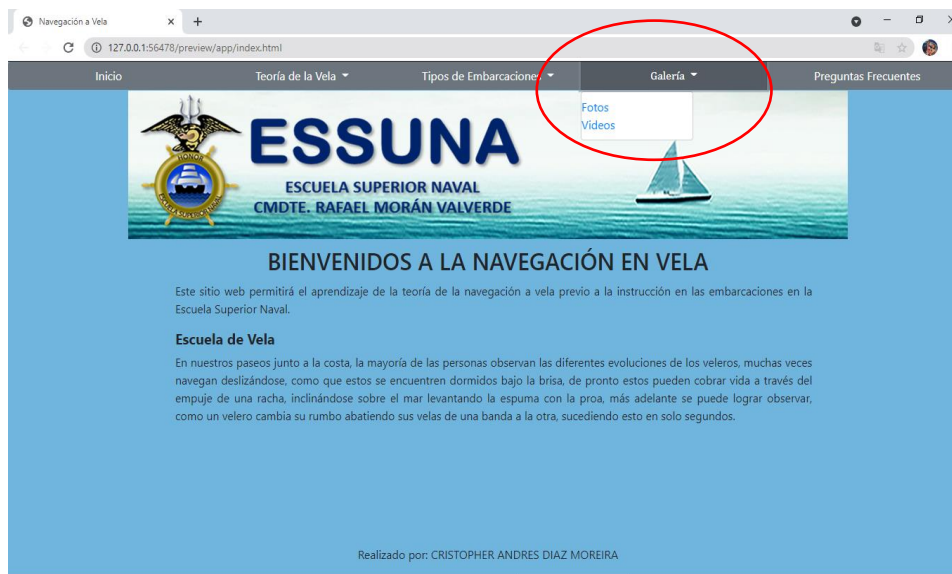 Navegación a Vela
127.0.0.1:56478/preview/app/index.html
Inicio
Teoría de la Vela
Tipos de Embarcaciones
Galería
Preguntas Frecuentes
Fotos
Videos
HONOR
ESCUELA SUPERIOR NAVAL
ESSUNA
ESCUELA SUPERIOR NAVAL
CMDTE. RAFAEL MORÁN VALVERDE
BIENVENIDOS A LA NAVEGACIÓN EN VELA
Este sitio web permitirá el aprendizaje de la teoría de la navegación a vela previo a la instrucción en las embarcaciones en la
Escuela Superior Naval.
Escuela de Vela
En nuestros paseos junto a la costa, la mayoría de las personas observan las diferentes evoluciones de los veleros, muchas veces
navegan deslizándose, como que estos se encuentren dormidos bajo la brisa, de pronto estos pueden cobrar vida a través del
empuje de una racha, inclinándose sobre el mar levantando la espuma con la proa, más adelante se puede lograr observar,
como un velero cambia su rumbo abatiendo sus velas de una banda a la otra, sucediendo esto en solo segundos.
Realizado por: CRISTOPHER ANDRES DIAZ MOREIRA